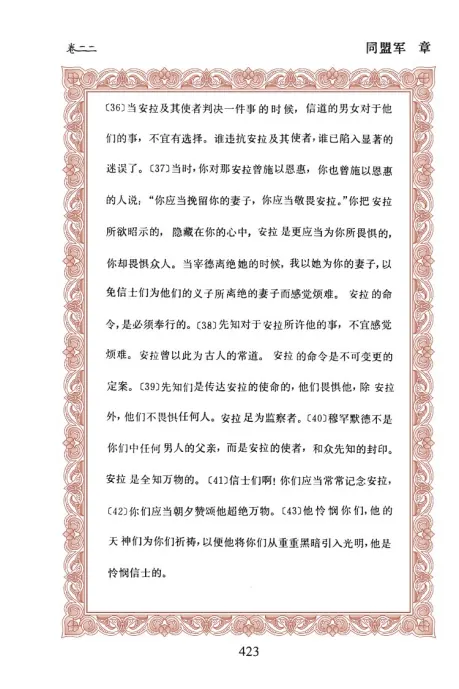 卷二二
同盟军 章
〔36〕当安拉及其使者判决一件事的时候，信道的男女对于他
们的事，不宜有选择。谁违抗安拉及其使者，谁已陷入显著的
迷误了。〔37〕当时，你对那安拉曾施以恩惠，你也曾施以恩惠
的人说：“你应当挽留你的妻子，你应当敬畏安拉。”你把安拉
所欲昭示的，隐藏在你的心中，安拉是更应当为你所畏惧的，
你却畏惧众人。当宰德离绝她的时候，我以她为你的妻子，以
免信士们为他们的义子所离绝的妻子而感觉烦难。安拉的命
令，是必须奉行的。〔38〕先知对于安拉所许他的事，不宜感觉
烦难。安拉曾以此为古人的常道。安拉的命令是不可变更的
定案。〔39〕先知们是传达安拉的使命的，他们畏惧他，除安拉
外，他们不畏惧任何人。安拉足为监察者。〔40〕穆罕默德不是
你们中任何男人的父亲，而是安拉的使者，和众先知的封印。
安拉是全知万物的。〔41〕信士们啊！你们应当常常记念安拉，
〔42〕你们应当朝夕赞颂他超绝万物。〔43〕他怜悯你们，他的
天神们为你们祈祷，以便他将你们从重重黑暗引入光明，他是
怜悯信士的。
423